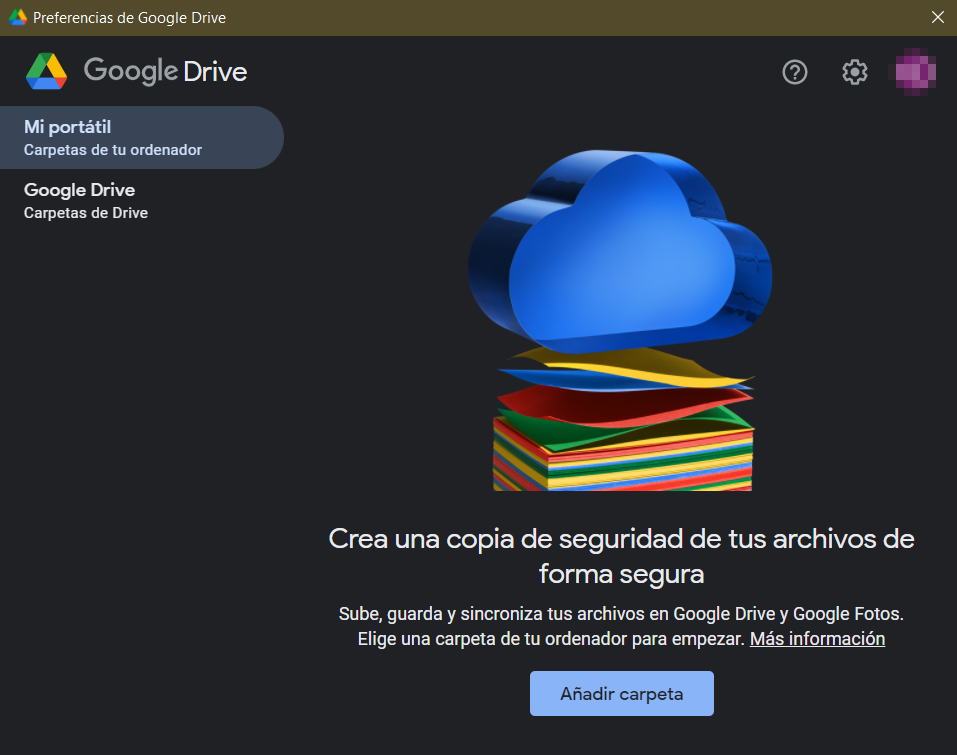 Preferencias de Google Drive
Google Drive
Mi portátil
Carpetas de tu ordenador
Google Drive
Carpetas de Drive
Crea una copia de seguridad de tus archivos de
forma segura
Sube, guarda y sincroniza tus archivos en Google Drive y Google Fotos.
Elige una carpeta de tu ordenador para empezar. Más información
Añadir carpeta